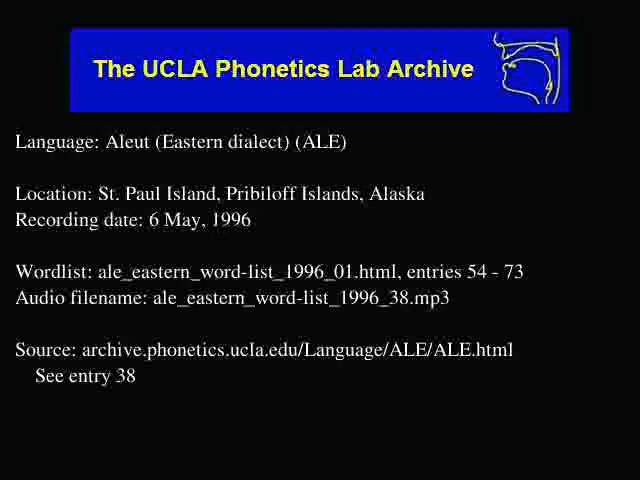 The UCLA Phonetics Lab Archive
Language: Aleut (Eastern dialect) (ALE)
Location: St. Paul Island, Pribiloff Islands, Alaska
Recording date: 6 May, 1996
Wordlist: ale_eastern_word-list_1996_01.html, entries 54 - 73
Audio filename: ale_eastern_word-list_1996_38.mp3
Source: archive.phonetics.ucla.edu/Language/ALE/ALE.html
See entry 38